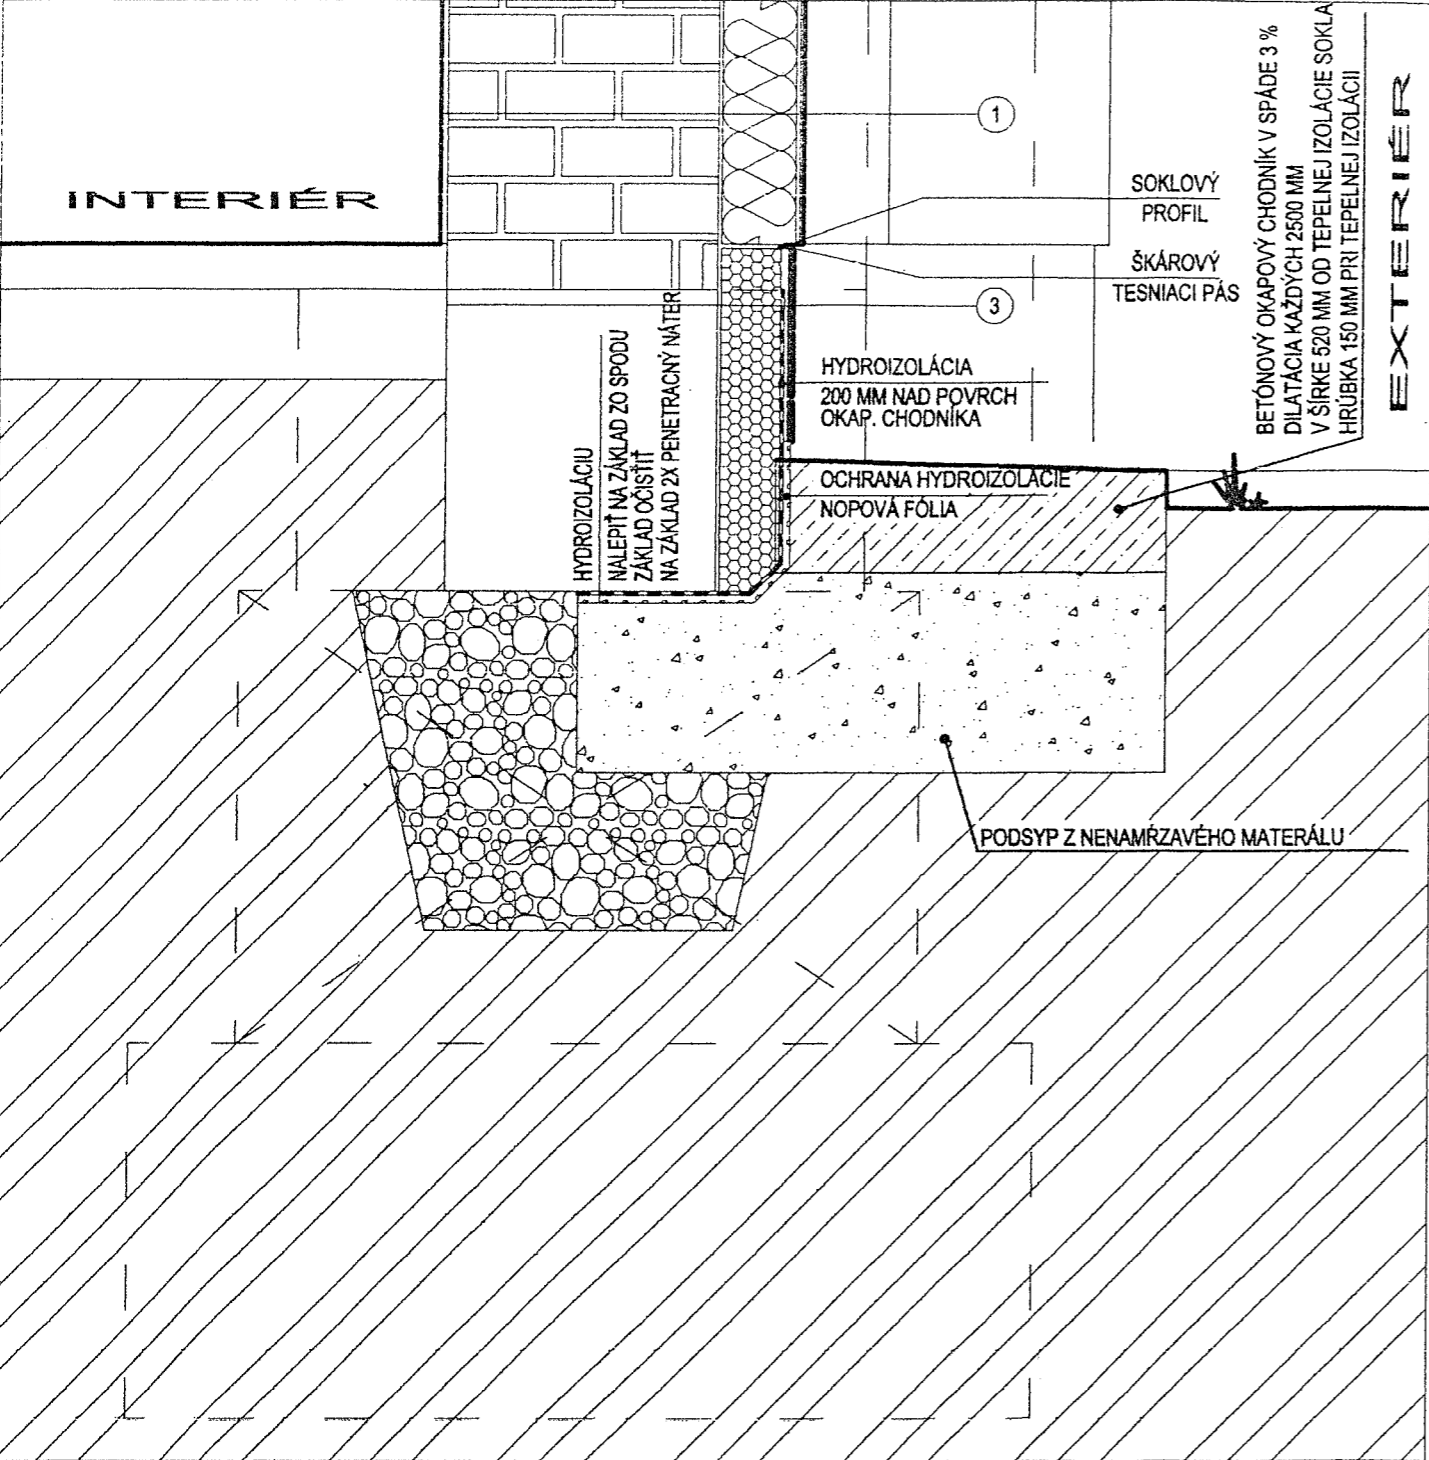 INTERIÉR
1
SOKLOVÝ
PROFIL
ŠKÁROVÝ
TESNIACI PÁS
3
HYDROIZOLÁCIA
200 MM NAD POVRCH
OKAP. CHODNÍKA
OCHRANA HYDROIZOLÁCIE
NOPOVÁ FÓLIA
HYDROIZOLÁCIU
NALEPIŤ NA ZÁKLAD ZO SPODU
ZÁKLAD OČISTIŤ
NA ZÁKLAD 2X PENETRAČNÝ NÁTER
BETÓNOVÝ OKAPOVÝ CHODNÍK V SPÁDE 3 %
DILATÁCIA KAŽDÝCH 2500 MM
V ŠÍRKE 520 MM OD TEPELNEJ IZOLÁCIE SOKLA
HRÚBKA 150 MM PRI TEPELNEJ IZOLÁCII
EXTERIÉR
PODSYP Z NENAMŔZAVÉHO MATERÁLU